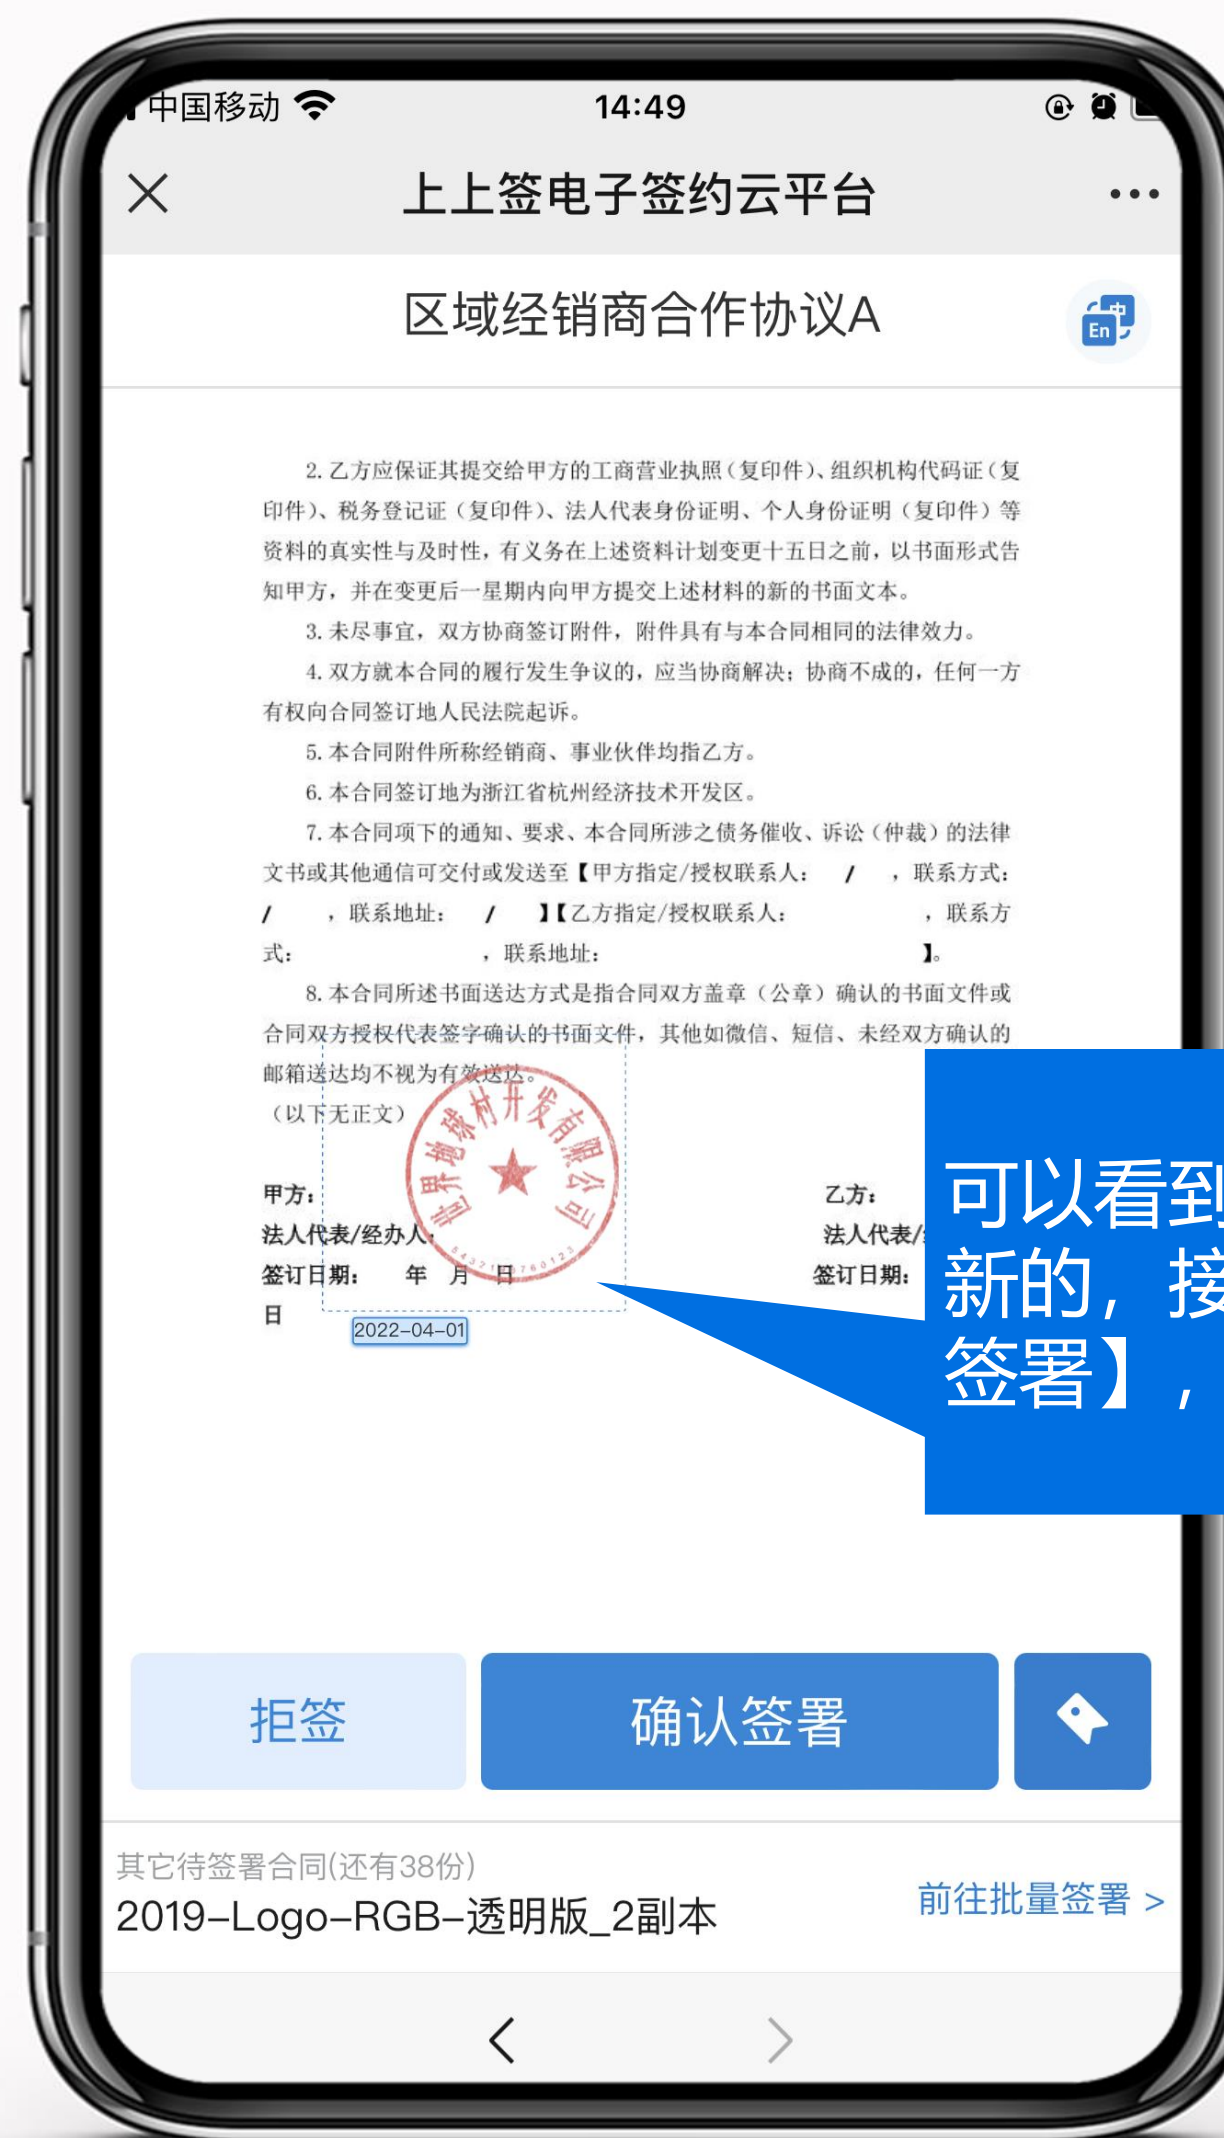 中国移动 14:49
上上签电子签约云平台
区域经销商合作协议A
中
En
2.乙方应保证其提交给甲方的工商营业执照（复印件）、组织机构代码证（复
印件）、税务登记证（复印件）、法人代表身份证明、个人身份证明（复印件）等
资料的真实性与及时性，有义务在上述资料计划变更十五日之前，以书面形式告
知甲方，并在变更后一星期内向甲方提交上述材料的新的书面文本。
3.未尽事宜，双方协商签订附件，附件具有与本合同相同的法律效力。
4.双方就本合同的履行发生争议的，应当协商解决；协商不成的，任何一方
有权向合同签订地人民法院起诉。
5.本合同附件所称经销商、事业伙伴均指乙方。
6.本合同签订地为浙江省杭州经济技术开发区。
7.本合同项下的通知、要求、本合同所涉之债务催收、诉讼（仲裁）的法律
文书或其他通信可交付或发送至【甲方指定/授权联系人： / ，联系方式：
/ ，联系地址： / 】【乙方指定/授权联系人： ，联系方
式： ，联系地址： 】。
8.本合同所述书面送达方式是指合同双方盖章（公章）确认的书面文件或
合同双方授权代表签字确认的书面文件，其他如微信、短信、未经双方确认的
邮箱送达均不视为有效送达。
（以下无正文）
世界地球村开发有限公司
甲方： 乙方：
法人代表/经办人： 法人代表/
签订日期： 年 月 日 签订日期：
日
2022-04-01
可以看到
新的，接
签署】，
拒签 确认签署
其它待签署合同(还有38份)
2019-Logo-RGB-透明版_2副本
前往批量签署 >